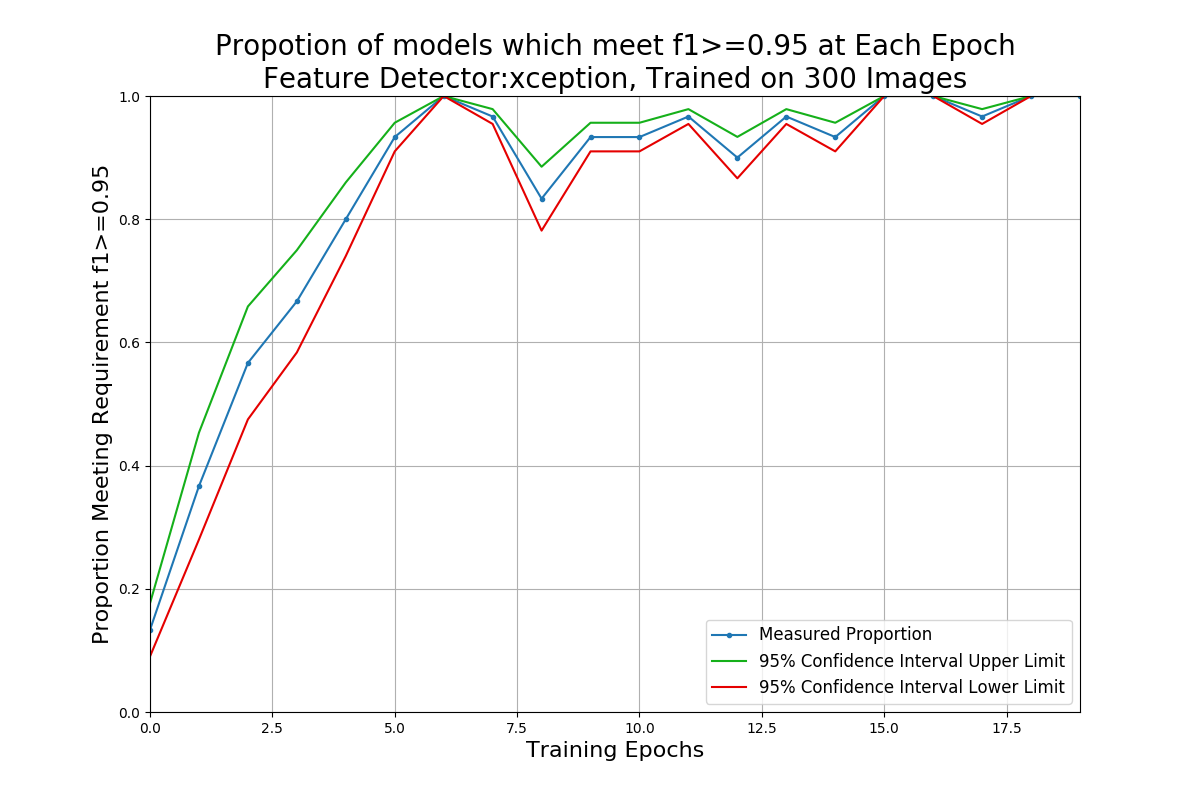 Propotion of models which meet f1>=0.95 at Each Epoch
Feature Detector:xception, Trained on 300 Images
Proportion Meeting Requirement f1>=0.95
1.0
0.8
0.6
0.4
0.2
0.0
Measured Proportion
95% Confidence Interval Upper Limit
95% Confidence Interval Lower Limit
0.0 2.5 5.0 7.5 10.0 12.5 15.0 17.5
Training Epochs